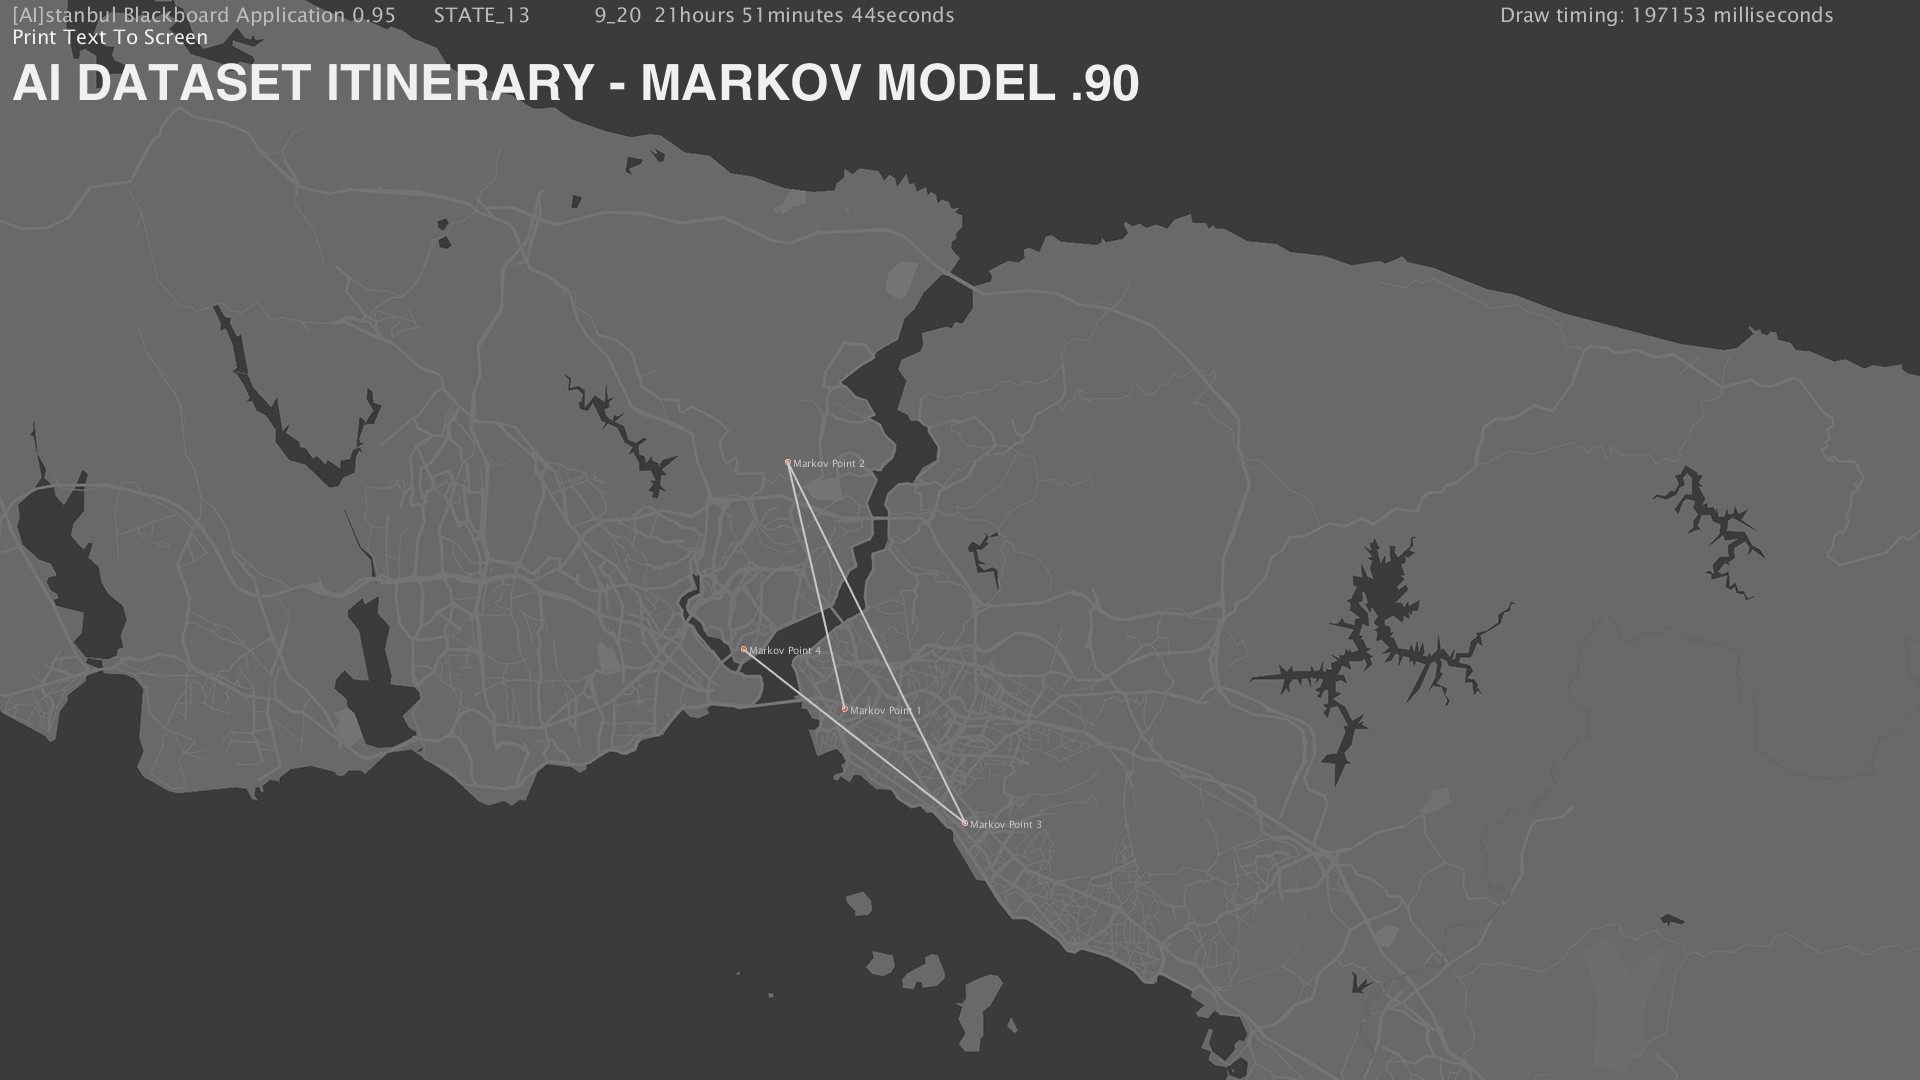 [AI]stanbul Blackboard Application 0.95 STATE_13 9_20 21hours 51minutes 44seconds Draw timing: 197153 milliseconds
Print Text To Screen
AI DATASET ITINERARY - MARKOV MODEL .90
Markov Point 2
Markov Point 4
Markov Point 1
Markov Point 3